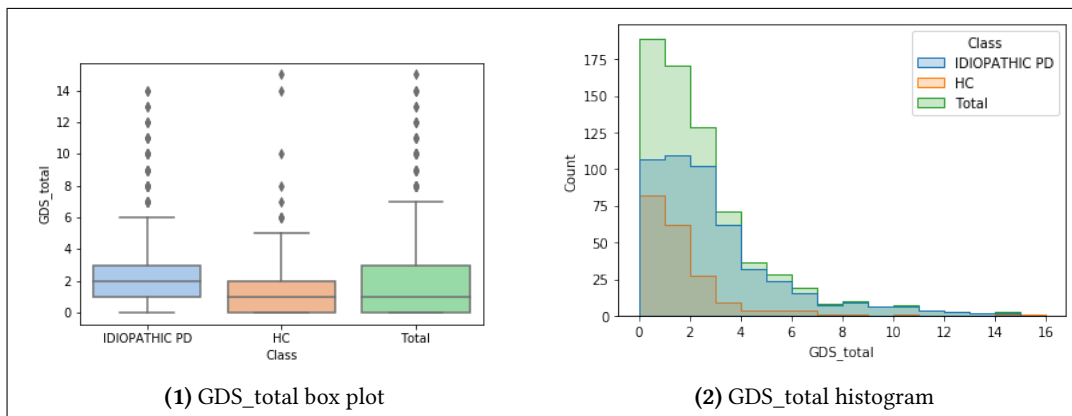 14
12
10
8
6
4
2
0
GDS_total
IDIOPATHIC PD
HC
Total
Class
(1) GDS_total box plot
175
150
125
100
75
50
25
0
Count
Class
IDIOPATHIC PD
HC
Total
0 2 4 6 8 10 12 14 16
GDS_total
(2) GDS_total histogram